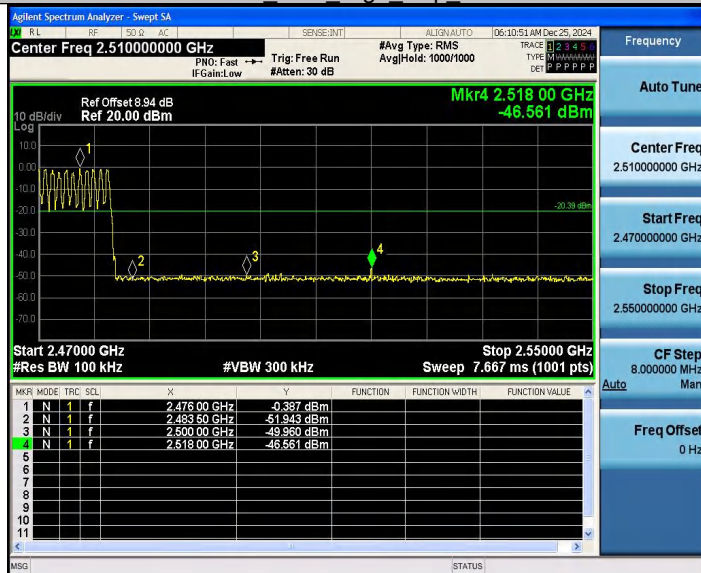 Agilent Spectrum Analyzer - Swept SA
RL RF 50 Ω AC SENSE:INT ALIGN AUTO 06:10:51 AM Dec 25, 2024
Center Freq 2.510000000 GHz
PNO: Fast
IFGain:Low
Trig: Free Run
#Atten: 30 dB
#Avg Type: RMS
Avg|Hold: 1000/1000
TRACE 1 2 3 4 5 6
TYPE M
DET P P P P P P
Ref Offset 8.94 dB
Ref 20.00 dBm
10 dB/div
Log
Mkr4 2.518 00 GHz
-46.561 dBm
10.0
0.00
-10.0
-20.0
-30.0
-40.0
-50.0
-60.0
-70.0
1
2
3
4
-20.39 dBm
Start 2.47000 GHz
Stop 2.55000 GHz
#Res BW 100 kHz
#VBW 300 kHz
Sweep 7.667 ms (1001 pts)
MKR MODE TRC SCL X Y FUNCTION FUNCTION WIDTH FUNCTION VALUE
1 N 1 f 2.476 00 GHz -0.387 dBm
2 N 1 f 2.483 50 GHz -51.943 dBm
3 N 1 f 2.500 00 GHz -49.960 dBm
4 N 1 f 2.518 00 GHz -46.561 dBm
5
6
7
8
9
10
11
MSG
STATUS
Frequency
Auto Tune
Center Freq
2.510000000 GHz
Start Freq
2.470000000 GHz
Stop Freq
2.550000000 GHz
CF Step
8.000000 MHz
Auto Man
Freq Offset
0 Hz